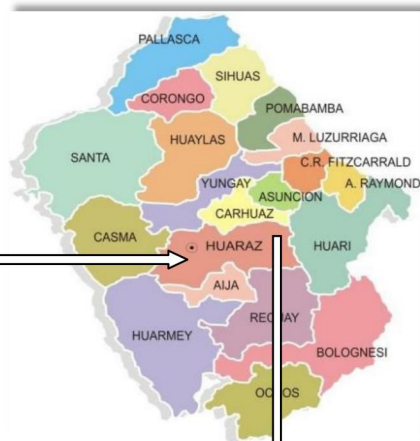 PALLASCA
SIHUAS
CORONGO
POMABAMBA
HUAYLAS
M. LUZURRIAGA
SANTA
C.R. FITZCARRALD
YUNGAY
A. RAYMOND
ASUNCION
CARHUAZ
CASMA
HUARAZ
HUARI
AIJA
RECUAY
HUARMEY
BOLOGNESI
OCROS